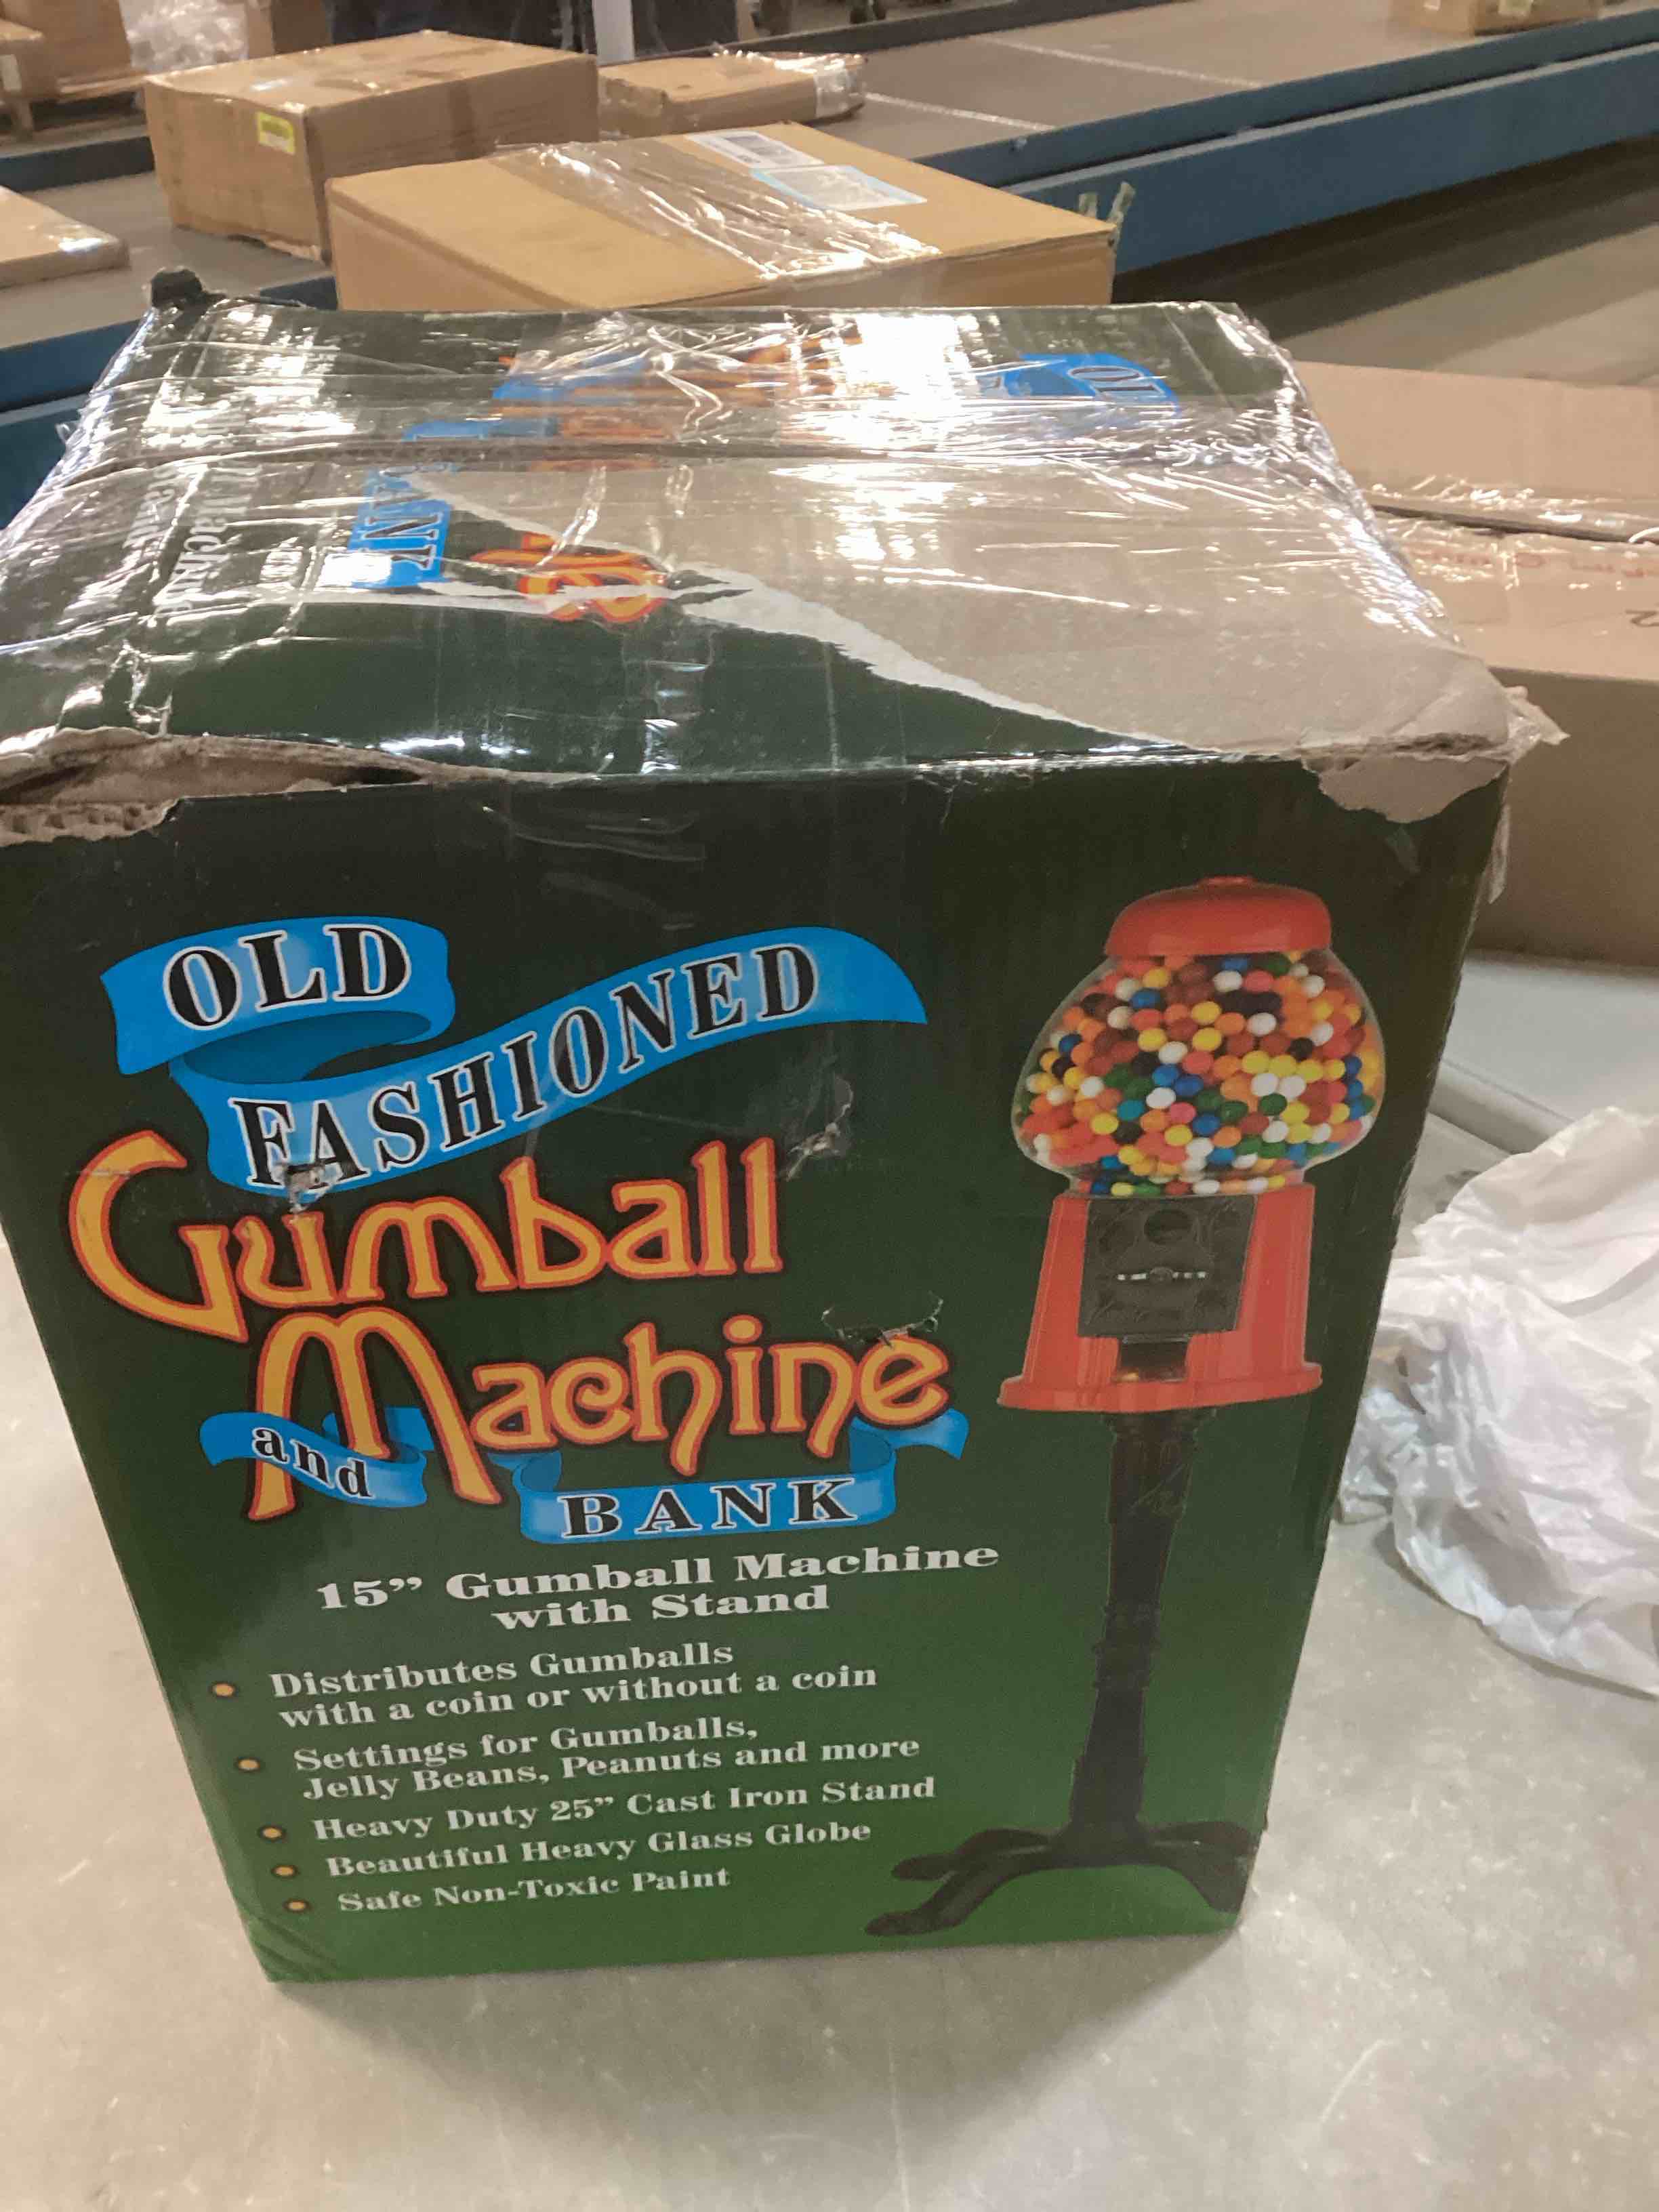 OLD
BANK
OLD
FASHIONED
Gumball
Machine
and
BANK
15” Gumball Machine
with Stand
Distributes Gumballs
with a coin or without a coin
Settings for Gumballs,
Jelly Beans, Peanuts and more
Heavy Duty 25” Cast Iron Stand
Beautiful Heavy Glass Globe
Safe Non-Toxic Paint